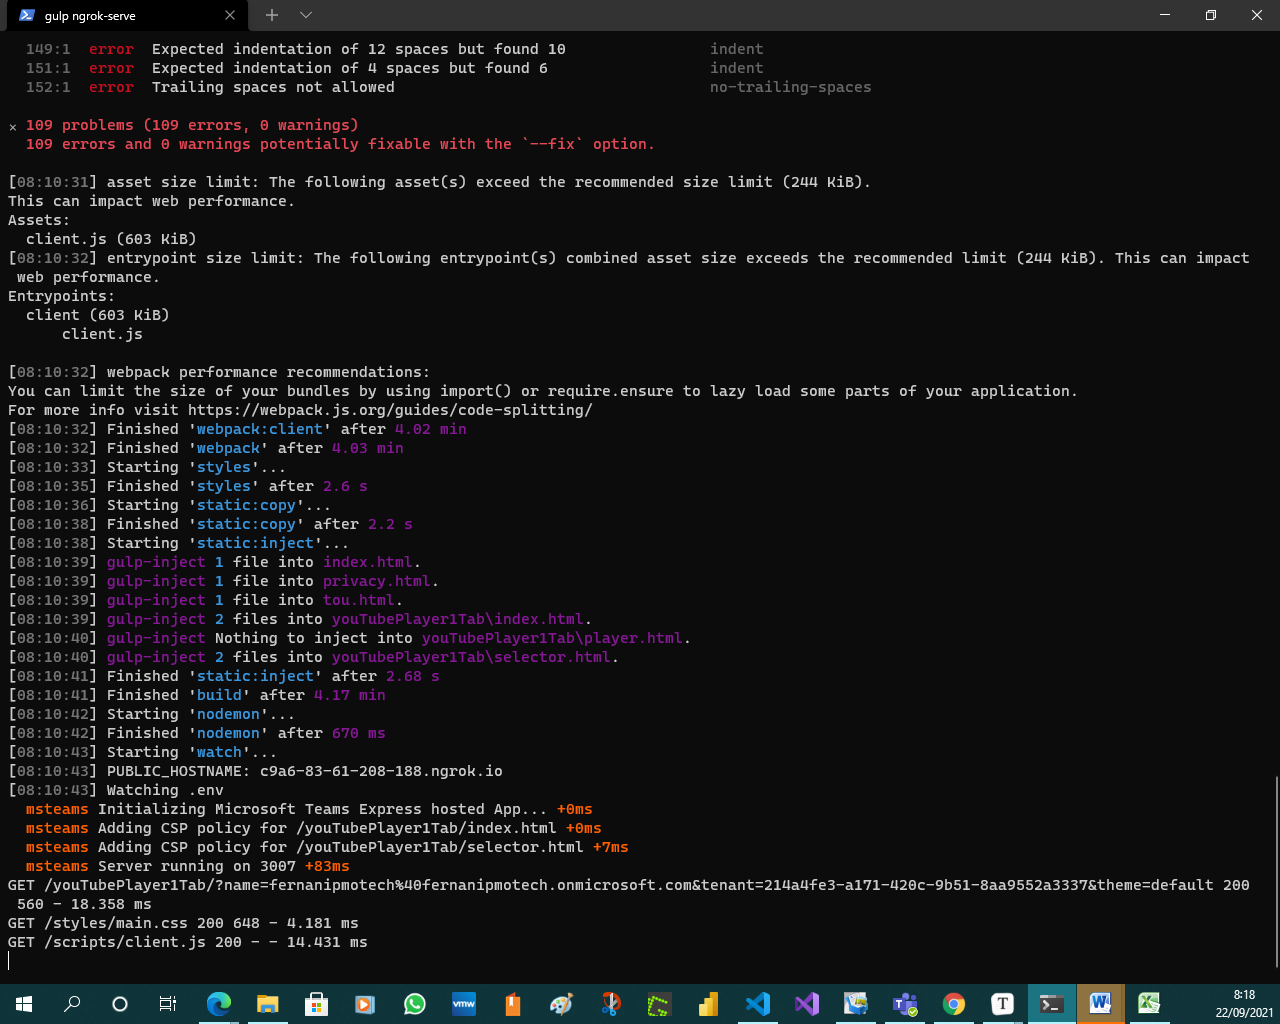 gulp ngrok-serve
149:1 error Expected indentation of 12 spaces but found 10 indent
151:1 error Expected indentation of 4 spaces but found 6 indent
152:1 error Trailing spaces not allowed no-trailing-spaces
× 109 problems (109 errors, 0 warnings)
109 errors and 0 warnings potentially fixable with the `--fix` option.
[08:10:31] asset size limit: The following asset(s) exceed the recommended size limit (244 KiB).
This can impact web performance.
Assets:
client.js (603 KiB)
[08:10:32] entrypoint size limit: The following entrypoint(s) combined asset size exceeds the recommended limit (244 KiB). This can impact
web performance.
Entrypoints:
client (603 KiB)
client.js
[08:10:32] webpack performance recommendations:
You can limit the size of your bundles by using import() or require.ensure to lazy load some parts of your application.
For more info visit https://webpack.js.org/guides/code-splitting/
[08:10:32] Finished 'webpack:client' after 4.02 min
[08:10:32] Finished 'webpack' after 4.03 min
[08:10:33] Starting 'styles'...
[08:10:35] Finished 'styles' after 2.6 s
[08:10:36] Starting 'static:copy'...
[08:10:38] Finished 'static:copy' after 2.2 s
[08:10:38] Starting 'static:inject'...
[08:10:39] gulp-inject 1 file into index.html.
[08:10:39] gulp-inject 1 file into privacy.html.
[08:10:39] gulp-inject 1 file into tou.html.
[08:10:39] gulp-inject 2 files into youTubePlayer1Tab\index.html.
[08:10:40] gulp-inject Nothing to inject into youTubePlayer1Tab\player.html.
[08:10:40] gulp-inject 2 files into youTubePlayer1Tab\selector.html.
[08:10:41] Finished 'static:inject' after 2.68 s
[08:10:41] Finished 'build' after 4.17 min
[08:10:42] Starting 'nodemon'...
[08:10:42] Finished 'nodemon' after 670 ms
[08:10:43] Starting 'watch'...
[08:10:43] PUBLIC_HOSTNAME: c9a6-83-61-208-188.ngrok.io
[08:10:43] Watching .env
msteams Initializing Microsoft Teams Express hosted App... +0ms
msteams Adding CSP policy for /youTubePlayer1Tab/index.html +0ms
msteams Adding CSP policy for /youTubePlayer1Tab/selector.html +7ms
msteams Server running on 3007 +83ms
GET /youTubePlayer1Tab/?name=fernanipmotech%40fernanipmotech.onmicrosoft.com&tenant=214a4fe3-a171-420c-9b51-8aa9552a3337&theme=default 200
560 - 18.358 ms
GET /styles/main.css 200 648 - 4.181 ms
GET /scripts/client.js 200 - - 14.431 ms
vmw
T
8:18
22/09/2021